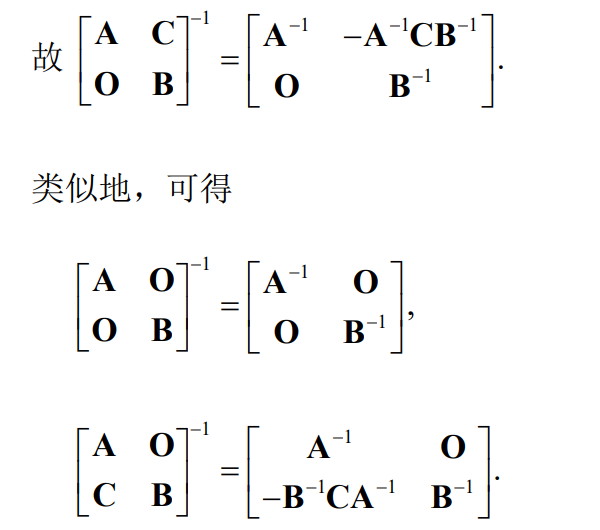 故 $\begin{bmatrix} \mathbf{A} & \mathbf{C} \\ \mathbf{O} & \mathbf{B} \end{bmatrix}^{-1} = \begin{bmatrix} \mathbf{A}^{-1} & -\mathbf{A}^{-1}\mathbf{C}\mathbf{B}^{-1} \\ \mathbf{O} & \mathbf{B}^{-1} \end{bmatrix}.$
类似地，可得
$\begin{bmatrix} \mathbf{A} & \mathbf{O} \\ \mathbf{O} & \mathbf{B} \end{bmatrix}^{-1} = \begin{bmatrix} \mathbf{A}^{-1} & \mathbf{O} \\ \mathbf{O} & \mathbf{B}^{-1} \end{bmatrix},$
$\begin{bmatrix} \mathbf{A} & \mathbf{O} \\ \mathbf{C} & \mathbf{B} \end{bmatrix}^{-1} = \begin{bmatrix} \mathbf{A}^{-1} & \mathbf{O} \\ -\mathbf{B}^{-1}\mathbf{C}\mathbf{A}^{-1} & \mathbf{B}^{-1} \end{bmatrix}.$